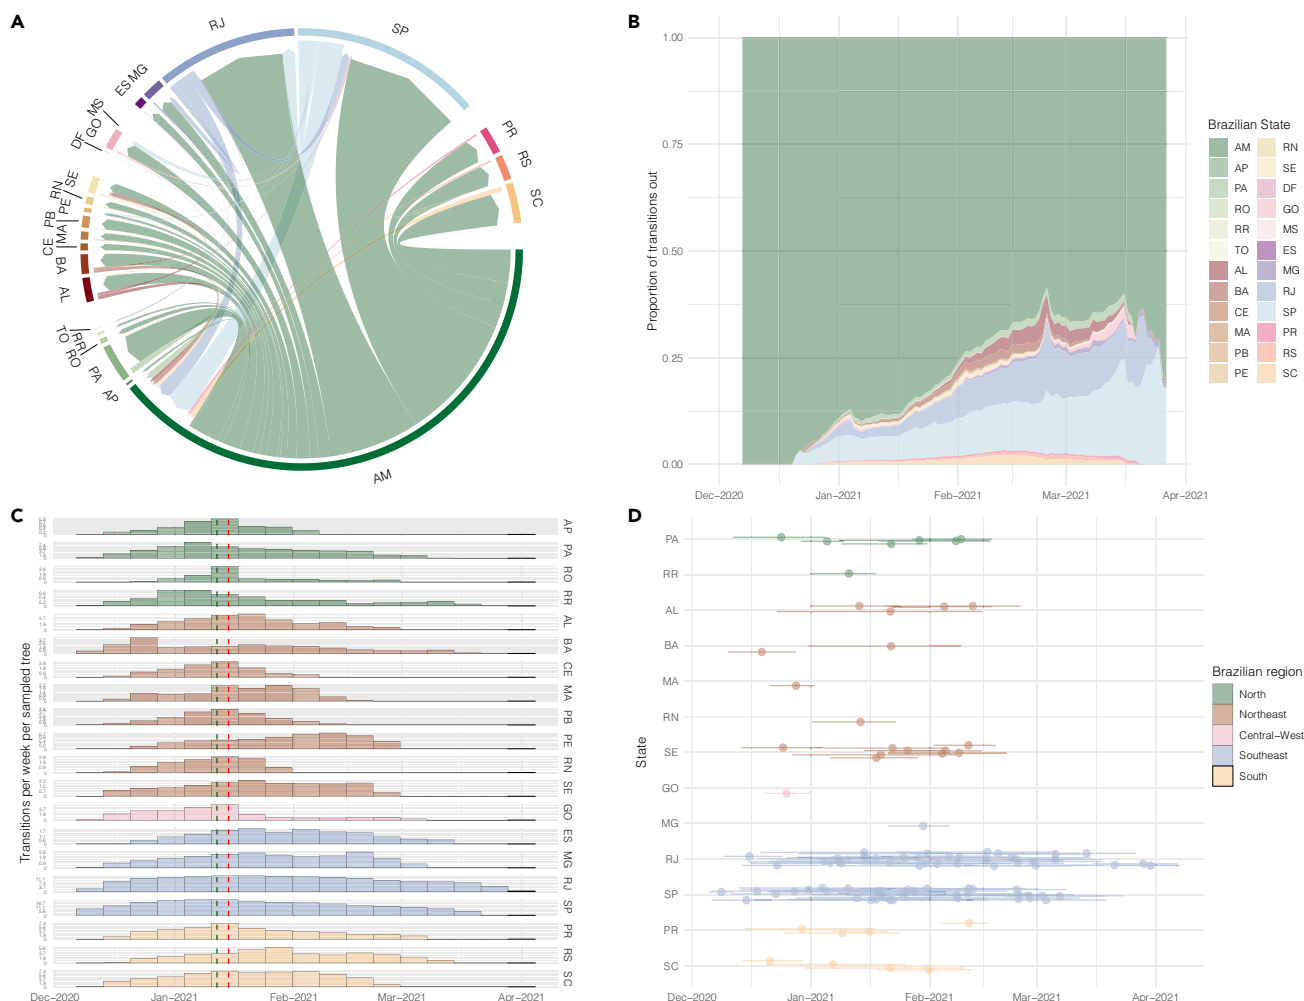 A
RJ
SP
ES MG
MS
GO
DF
SE
RN
PE
PB
MA
CE
BA
AL
RR
TO
RO
PA
AP
PR
RS
SC
AM
B
1.00
0.75
0.50
0.25
0.00
Proportion of transitions out
Dec–2020 Jan–2021 Feb–2021 Mar–2021 Apr–2021
Brazilian State
AM RN
AP SE
PA DF
RO GO
RR MS
TO ES
AL MG
BA RJ
CE SP
MA PR
PB RS
PE SC
C
Transitions per week per sampled tree
AP
PA
RO
RR
AL
BA
CE
MA
PB
PE
RN
SE
GO
ES
MG
RJ
SP
PR
RS
SC
Dec–2020 Jan–2021 Feb–2021 Mar–2021 Apr–2021
D
State
PA
RR
AL
BA
MA
RN
SE
GO
MG
RJ
SP
PR
SC
Dec–2020 Jan–2021 Feb–2021 Mar–2021 Apr–2021
Brazilian region
North
Northeast
Central–West
Southeast
South